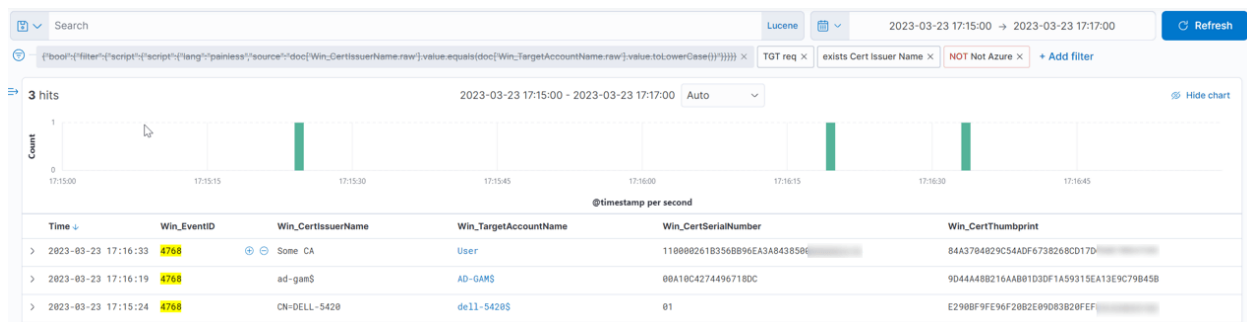 Search Lucene 2023-03-23 17:15:00 → 2023-03-23 17:17:00 Refresh
{"bool":{"filter":{"script":{"script":{"lang":"painless","source":"doc['Win_CertIssuerName.raw'].value.equals(doc['Win_TargetAccountName.raw'].value.toLowerCase())"}}}}} × TGT req × exists Cert Issuer Name × NOT Not Azure × + Add filter
3 hits 2023-03-23 17:15:00 - 2023-03-23 17:17:00 Auto Hide chart
Count
1
0
17:15:00 17:15:15 17:15:30 17:15:45 17:16:00 17:16:15 17:16:30 17:16:45
@timestamp per second
Time ↓ Win_EventID Win_CertIssuerName Win_TargetAccountName Win_CertSerialNumber Win_CertThumbprint
2023-03-23 17:16:33 4768 Some CA User 110000261B356BB96EA3A843850 84A3704029C54ADF6738268CD17D
2023-03-23 17:16:19 4768 ad-gam$ AD-GAM$ 00A10C4274496718DC 9D44A48B216AAB01D3DF1A59315EA13E9C79B45B
2023-03-23 17:15:24 4768 CN=DELL-5420 dell-5420$ 01 E290BF9FE96F20B2E09D83B20FEF